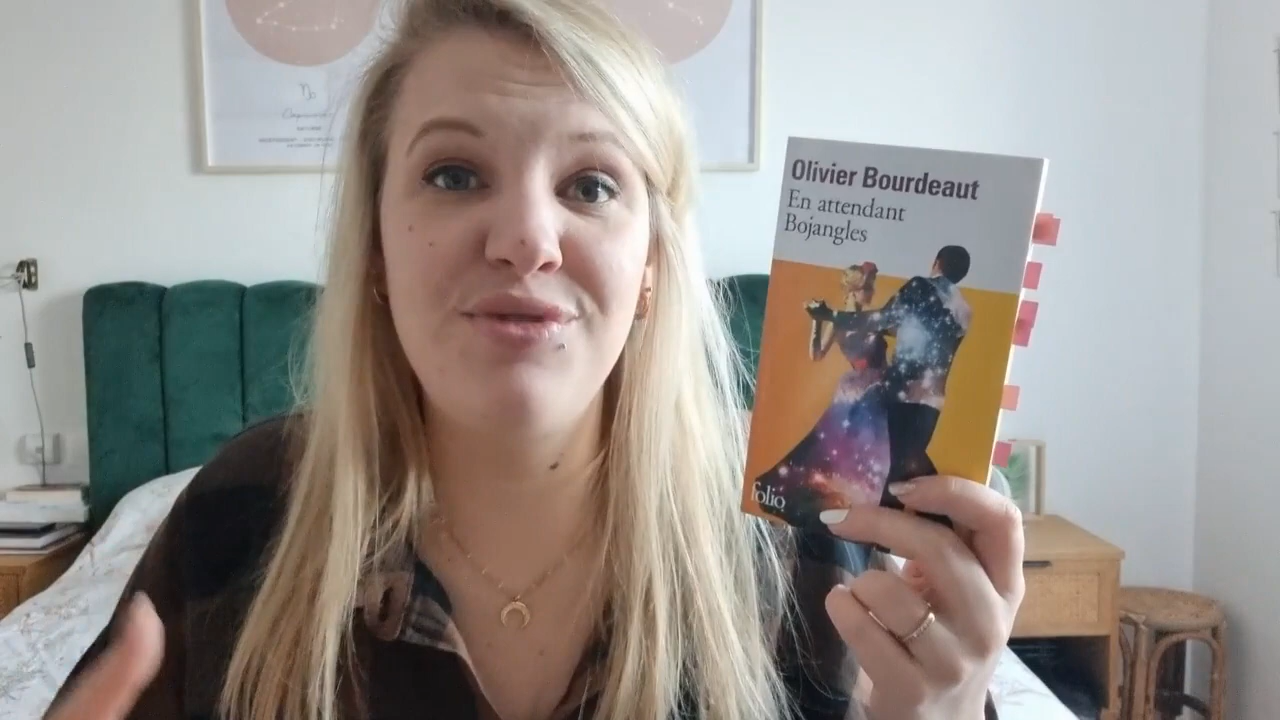 Olivier Bourdeaut
En attendant
Bojangles
folio